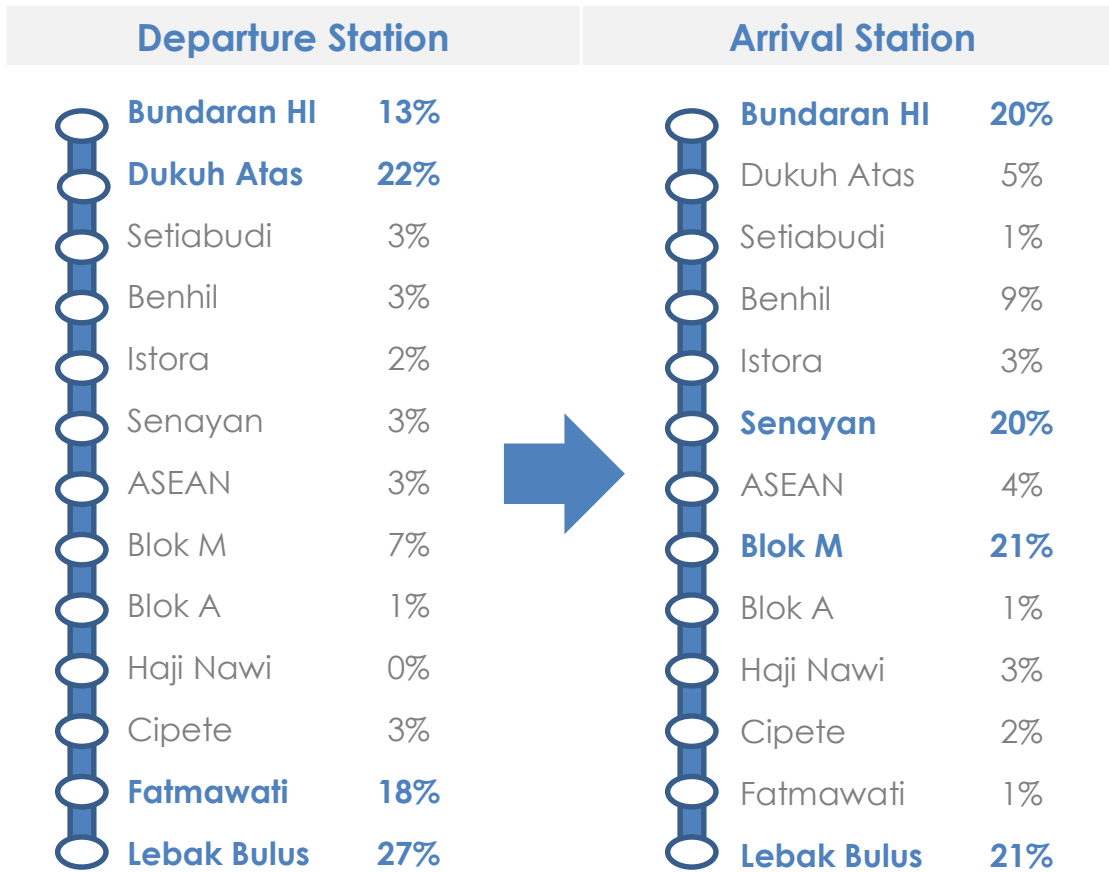 Departure Station
Bundaran HI 13%
Dukuh Atas 22%
Setiabudi 3%
Benhil 3%
Istora 2%
Senayan 3%
ASEAN 3%
Blok M 7%
Blok A 1%
Haji Nawi 0%
Cipete 3%
Fatmawati 18%
Lebak Bulus 27%
Arrival Station
Bundaran HI 20%
Dukuh Atas 5%
Setiabudi 1%
Benhil 9%
Istora 3%
Senayan 20%
ASEAN 4%
Blok M 21%
Blok A 1%
Haji Nawi 3%
Cipete 2%
Fatmawati 1%
Lebak Bulus 21%